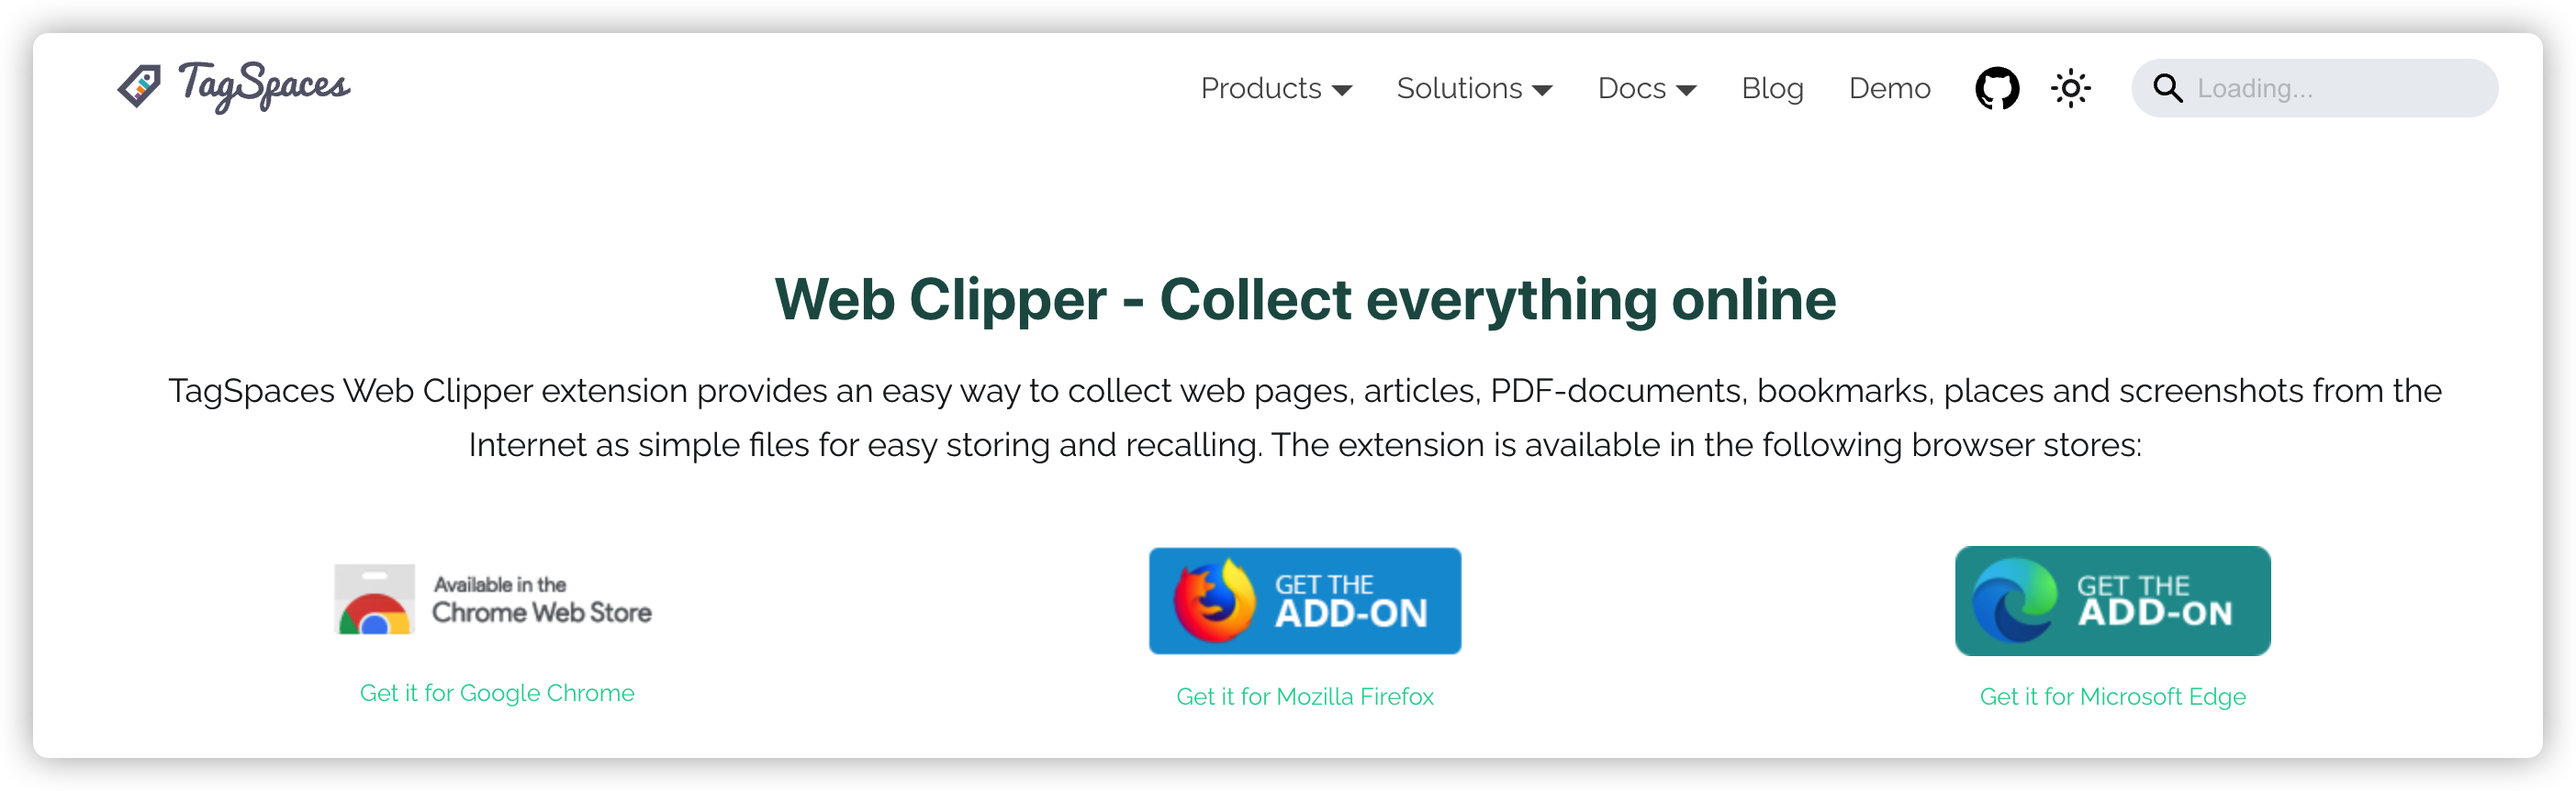 TagSpaces
Products
Solutions
Docs
Blog
Demo
Loading...
Web Clipper - Collect everything online
TagSpaces Web Clipper extension provides an easy way to collect web pages, articles, PDF-documents, bookmarks, places and screenshots from the
Internet as simple files for easy storing and recalling. The extension is available in the following browser stores:
Available in the
Chrome Web Store
Get it for Google Chrome
GET THE
ADD-ON
Get it for Mozilla Firefox
GET THE
ADD-ON
Get it for Microsoft Edge